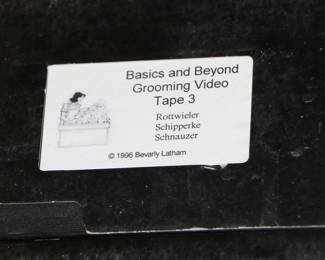 Basics and Beyond
Grooming Video
Tape 3
Rottwieler
Schipperke
Schnauzer
© 1996 Bevarly Latham